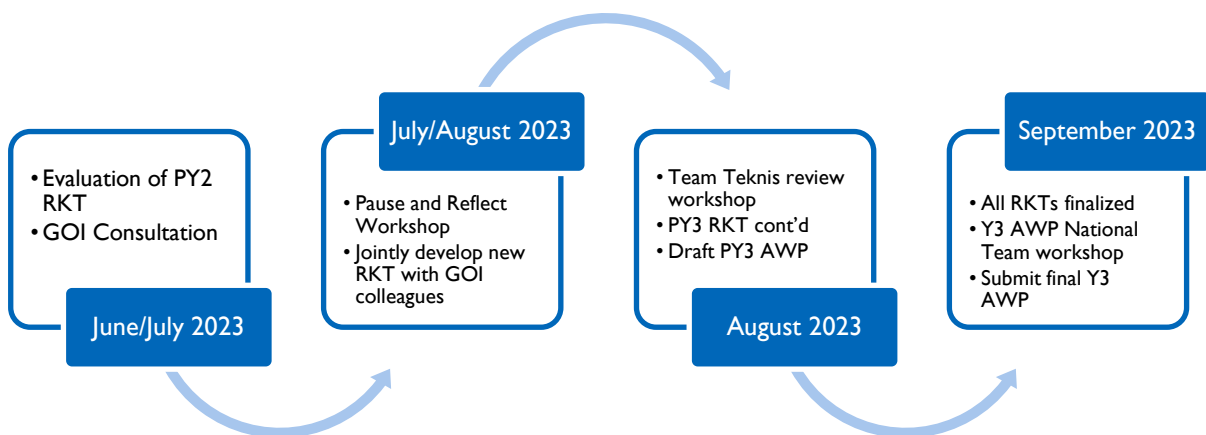 • Evaluation of PY2
RKT
• GOI Consultation
June/July 2023
July/August 2023
• Pause and Reflect
Workshop
• Jointly develop new
RKT with GOI
colleagues
• Team Teknis review
workshop
• PY3 RKT cont’d
• Draft PY3 AWP
August 2023
September 2023
• All RKTs finalized
• Y3 AWP National
Team workshop
• Submit final Y3
AWP